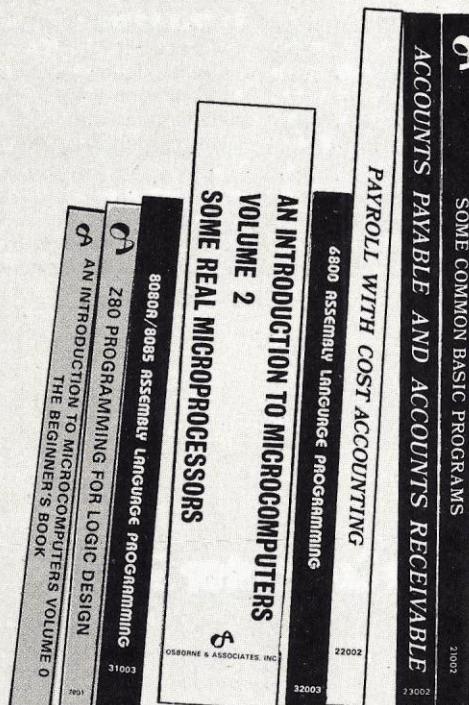 AN INTRODUCTION TO MICROCOMPUTERS VOLUME 0
THE BEGINNER'S BOOK
Z80 PROGRAMMING FOR LOGIC DESIGN
8080A/8085 ASSEMBLY LANGUAGE PROGRAMMING
31003
AN INTRODUCTION TO MICROCOMPUTERS
VOLUME 2
SOME REAL MICROPROCESSORS
OSBORNE & ASSOCIATES, INC
6800 ASSEMBLY LANGUAGE PROGRAMMING
32003
PAYROLL WITH COST ACCOUNTING
22002
ACCOUNTS PAYABLE AND ACCOUNTS RECEIVABLE
23002
SOME COMMON BASIC PROGRAMS
21002